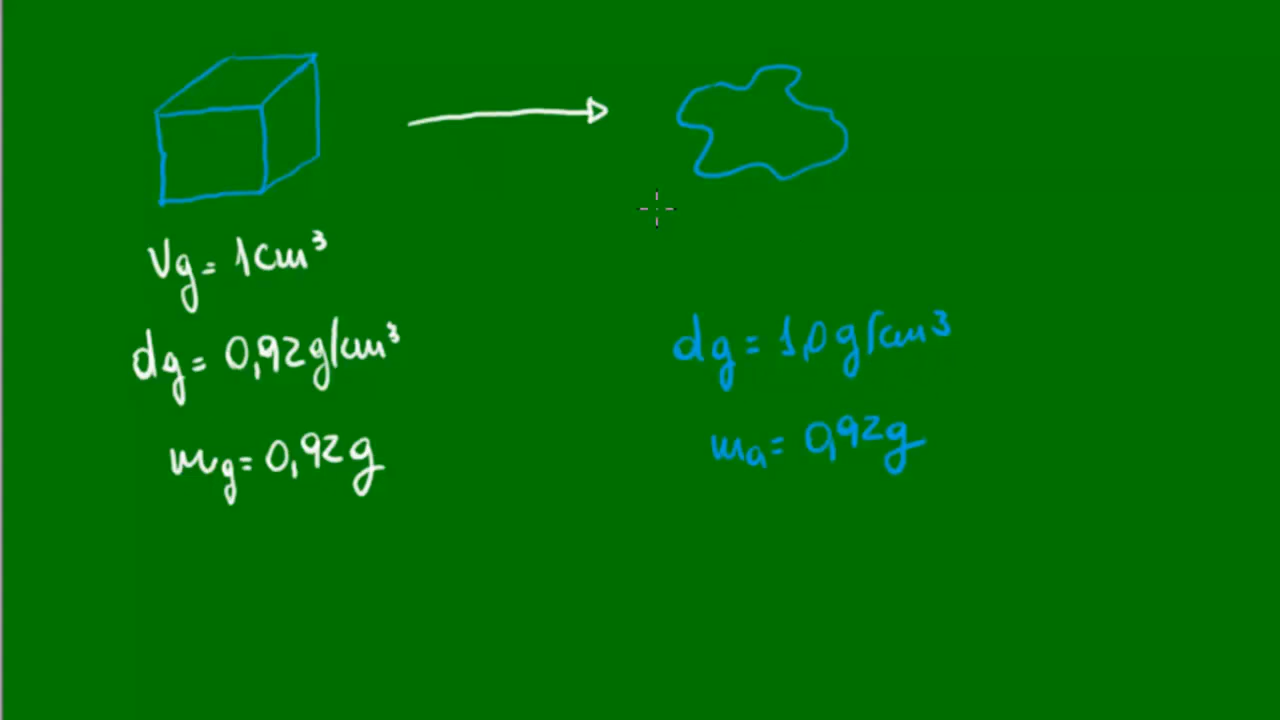 Vg = 1cm³
dg = 0,92g/cm³
mg = 0,92g
dg = 1,0g/cm³
ma = 0,92g